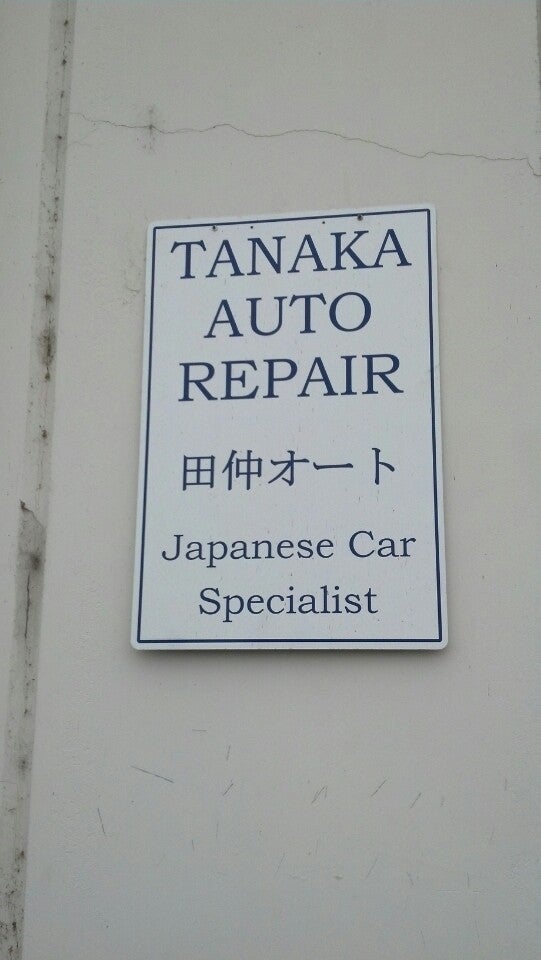 TANAKA
AUTO
REPAIR
田仲オート
Japanese Car
Specialist